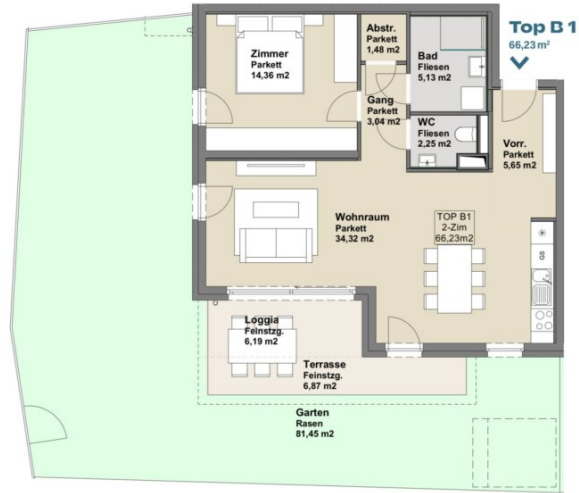 Top B 1
66,23 m²
Abstr.
Parkett
1,48 m2
Zimmer
Parkett
14,36 m2
Bad
Fliesen
5,13 m2
Gang
Parkett
3,04 m2
WC
Fliesen
2,25 m2
Vorr.
Parkett
5,65 m2
Wohnraum
Parkett
34,32 m2
TOP B1
2-Zim
66,23m2
GS
Loggia
Feinstzg.
6,19 m2
Terrasse
Feinstzg.
6,87 m2
Garten
Rasen
81,45 m2